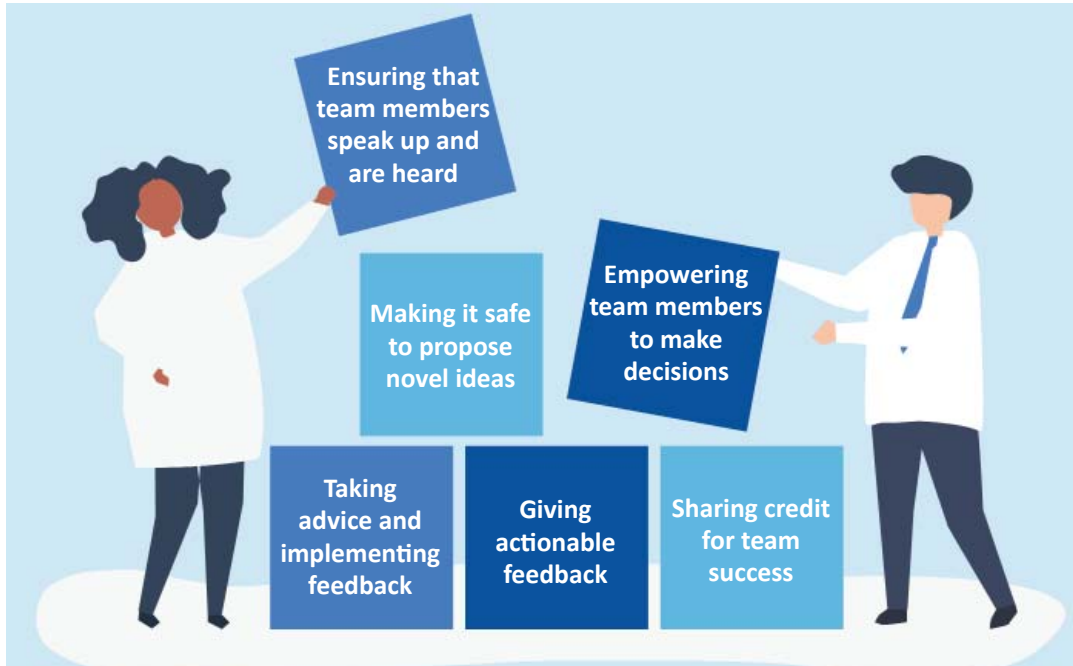 Ensuring that
team members
speak up and
are heard
Making it safe
to propose
novel ideas
Empowering
team members
to make
decisions
Taking
advice and
implementing
feedback
Giving
actionable
feedback
Sharing credit
for team
success